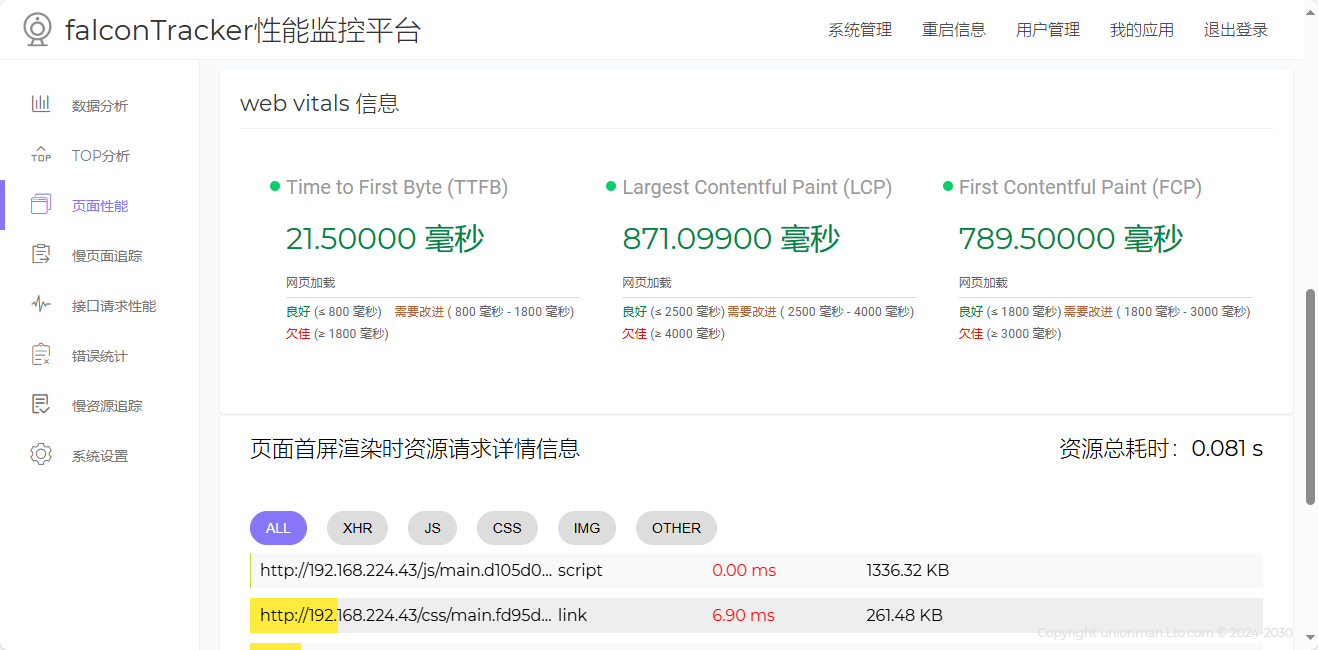 falconTracker性能监控平台
系统管理 重启信息 用户管理 我的应用 退出登录
数据分析
TOP TOP分析
页面性能
慢页面追踪
接口请求性能
错误统计
慢资源追踪
系统设置
web vitals 信息
Time to First Byte (TTFB)
21.50000 毫秒
网页加载
良好 (≤ 800 毫秒) 需要改进 ( 800 毫秒 - 1800 毫秒)
欠佳 (≥ 1800 毫秒)
Largest Contentful Paint (LCP)
871.09900 毫秒
网页加载
良好 (≤ 2500 毫秒) 需要改进 ( 2500 毫秒 - 4000 毫秒)
欠佳 (≥ 4000 毫秒)
First Contentful Paint (FCP)
789.50000 毫秒
网页加载
良好 (≤ 1800 毫秒) 需要改进 ( 1800 毫秒 - 3000 毫秒)
欠佳 (≥ 3000 毫秒)
页面首屏渲染时资源请求详情信息 资源总耗时：0.081 s
ALL XHR JS CSS IMG OTHER
http://192.168.224.43/js/main.d105d0... script 0.00 ms 1336.32 KB
http://192.168.224.43/css/main.fd95d... link 6.90 ms 261.48 KB
Copyright unionman.Lto.com © 2024-2030